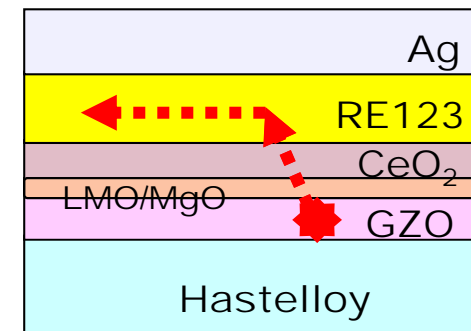 Ag
RE123
CeO₂
LMO/MgO
GZO
Hastelloy